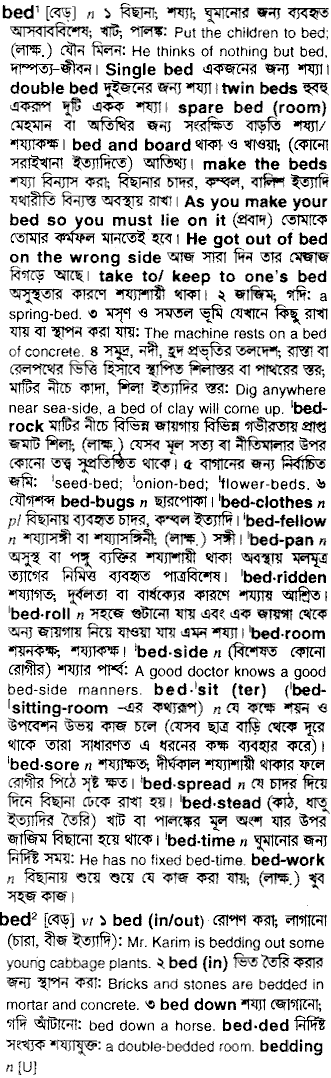 bed¹ [বেড্] n ১ বিছানা; শয্যা; ঘুমানোর জন্য ব্যবহৃত
আসবাববিশেষ, খাট; পালঙ্ক: Put the children to bed;
(লাক্ষ.) যৌন মিলন: He thinks of nothing but bed,
দাম্পত্য-জীবন। Single bed একজনের জন্য শয্যা।
double bed দুইজনের জন্য শয্যা। twin beds হুবহু
একরূপ দুটি একক শয্যা। spare bed (room)
মেহমান বা অতিথির জন্য সংরক্ষিত বাড়তি শয্যা/
শয্যাকক্ষ। bed and board থাকা ও খাওয়া; (কোনো
সরাইখানা ইত্যাদিতে) আতিথ্য। make the beds
শয্যা বিন্যাস করা; বিছানার চাদর, কম্বল, বালিশ ইত্যাদি
যথারীতি বিন্যস্ত অবস্থায় রাখা। As you make your
bed so you must lie on it (প্রবাদ) তোমাকে
তোমার কর্মফল মানতেই হবে। He got out of bed
on the wrong side আজ সারা দিন তার মেজাজ
বিগড়ে আছে। take to/ keep to one's bed
অসুস্থতার কারণে শয্যাশায়ী থাকা। ২ জাজিম; গদি: a
spring-bed. ৩ মসৃণ ও সমতল ভূমি যেখানে কিছু রাখা
যায় বা স্থাপন করা যায়: The machine rests on a bed
of concrete. ৪ সমুদ্র, নদী, হ্রদ প্রভৃতির তলদেশ; রাস্তা বা
রেলপথের ভিত্তি হিসাবে স্থাপিত শিলাস্তর বা পাথরের স্তর;
মাটির নীচে কাদা, শিলা ইত্যাদির স্তর: Dig anywhere
near sea-side, a bed of clay will come up. ˈbed-
rock মাটির নীচে বিভিন্ন জায়গায় বিভিন্ন গভীরতায় প্রাপ্ত
জমাট শিলা; (লাক্ষ.) যেসব মূল সত্য বা নীতিমালার উপর
কোনো তত্ত্ব সুপ্রতিষ্ঠিত থাকে। ৫ বাগানের জন্য নির্বাচিত
জমি: ˈseed-bed; ˈonion-bed; ˈflower-beds. ৬
যৌগশব্দ bed-bugs n ছারপোকা। ˈbed-clothes n
pl বিছানায় ব্যবহৃত চাদর, কম্বল ইত্যাদি। ˈbed-fellow
n শয্যাসঙ্গী বা শয্যাসঙ্গিনী; (লাক্ষ.) সঙ্গী। ˈbed-pan n
অসুস্থ বা পঙ্গু ব্যক্তির শয্যাশায়ী থাকা অবস্থায় মলমূত্র
ত্যাগের নিমিত্ত ব্যবহৃত পাত্রবিশেষ। ˈbed·ridden
শয্যাগত; দুর্বলতা বা বার্ধক্যের কারণে শয্যায় আশ্রিত।
ˈbed-roll n সহজে গুটানো যায় এবং এক জায়গা থেকে
অন্য জায়গায় নিয়ে যাওয়া যায় এমন শয্যা। ˈbed·room
শয়নকক্ষ; শয্যাকক্ষ। ˈbed·side n (বিশেষত কোনো
রোগীর) শয্যার পার্শ্ব: A good doctor knows a good
bed-side manners. bed·ˈsit (ter) (ˈbed-
ˈsitting-room –এর কথ্যরূপ) n যে কক্ষে শয়ন ও
উপবেশন উভয় কাজ চলে (যেসব ছাত্র বাড়ি থেকে দূরে
থাকে তারা সাধারণত এ ধরনের কক্ষ ব্যবহার করে)।
ˈbed·sore n শয্যাক্ষত; দীর্ঘকাল শয্যাশায়ী থাকার ফলে
রোগীর পিঠে সৃষ্ট ক্ষত। ˈbed·spread n যে চাদর দিয়ে
দিনে বিছানা ঢেকে রাখা হয়। ˈbed·stead (কাঠ, ধাতু
ইত্যাদির তৈরি) খাট বা পালঙ্কের মূল অংশ যার উপর
জাজিম বিছানো হয়ে থাকে। ˈbed-time n ঘুমানোর জন্য
নির্দিষ্ট সময়: He has no fixed bed-time. bed-work
n বিছানায় শুয়ে শুয়ে যে কাজ করা যায়; (লাক্ষ.) খুব
সহজ কাজ।
bed² [বেড্] vt ১ bed (in/out) রোপণ করা; লাগানো
(চারা, বীজ ইত্যাদি): Mr. Karim is bedding out some
young cabbage plants. ২ bed (in) ভিত তৈরি করার
জন্য স্থাপন করা: Bricks and stones are bedded in
mortar and concrete. ৩ bed down শয্যা জোগানো;
গদি আঁটানো: bed down a horse. bed·ded নির্দিষ্ট
সংখ্যক শয্যাযুক্ত: a double-bedded room. bedding
n [U]